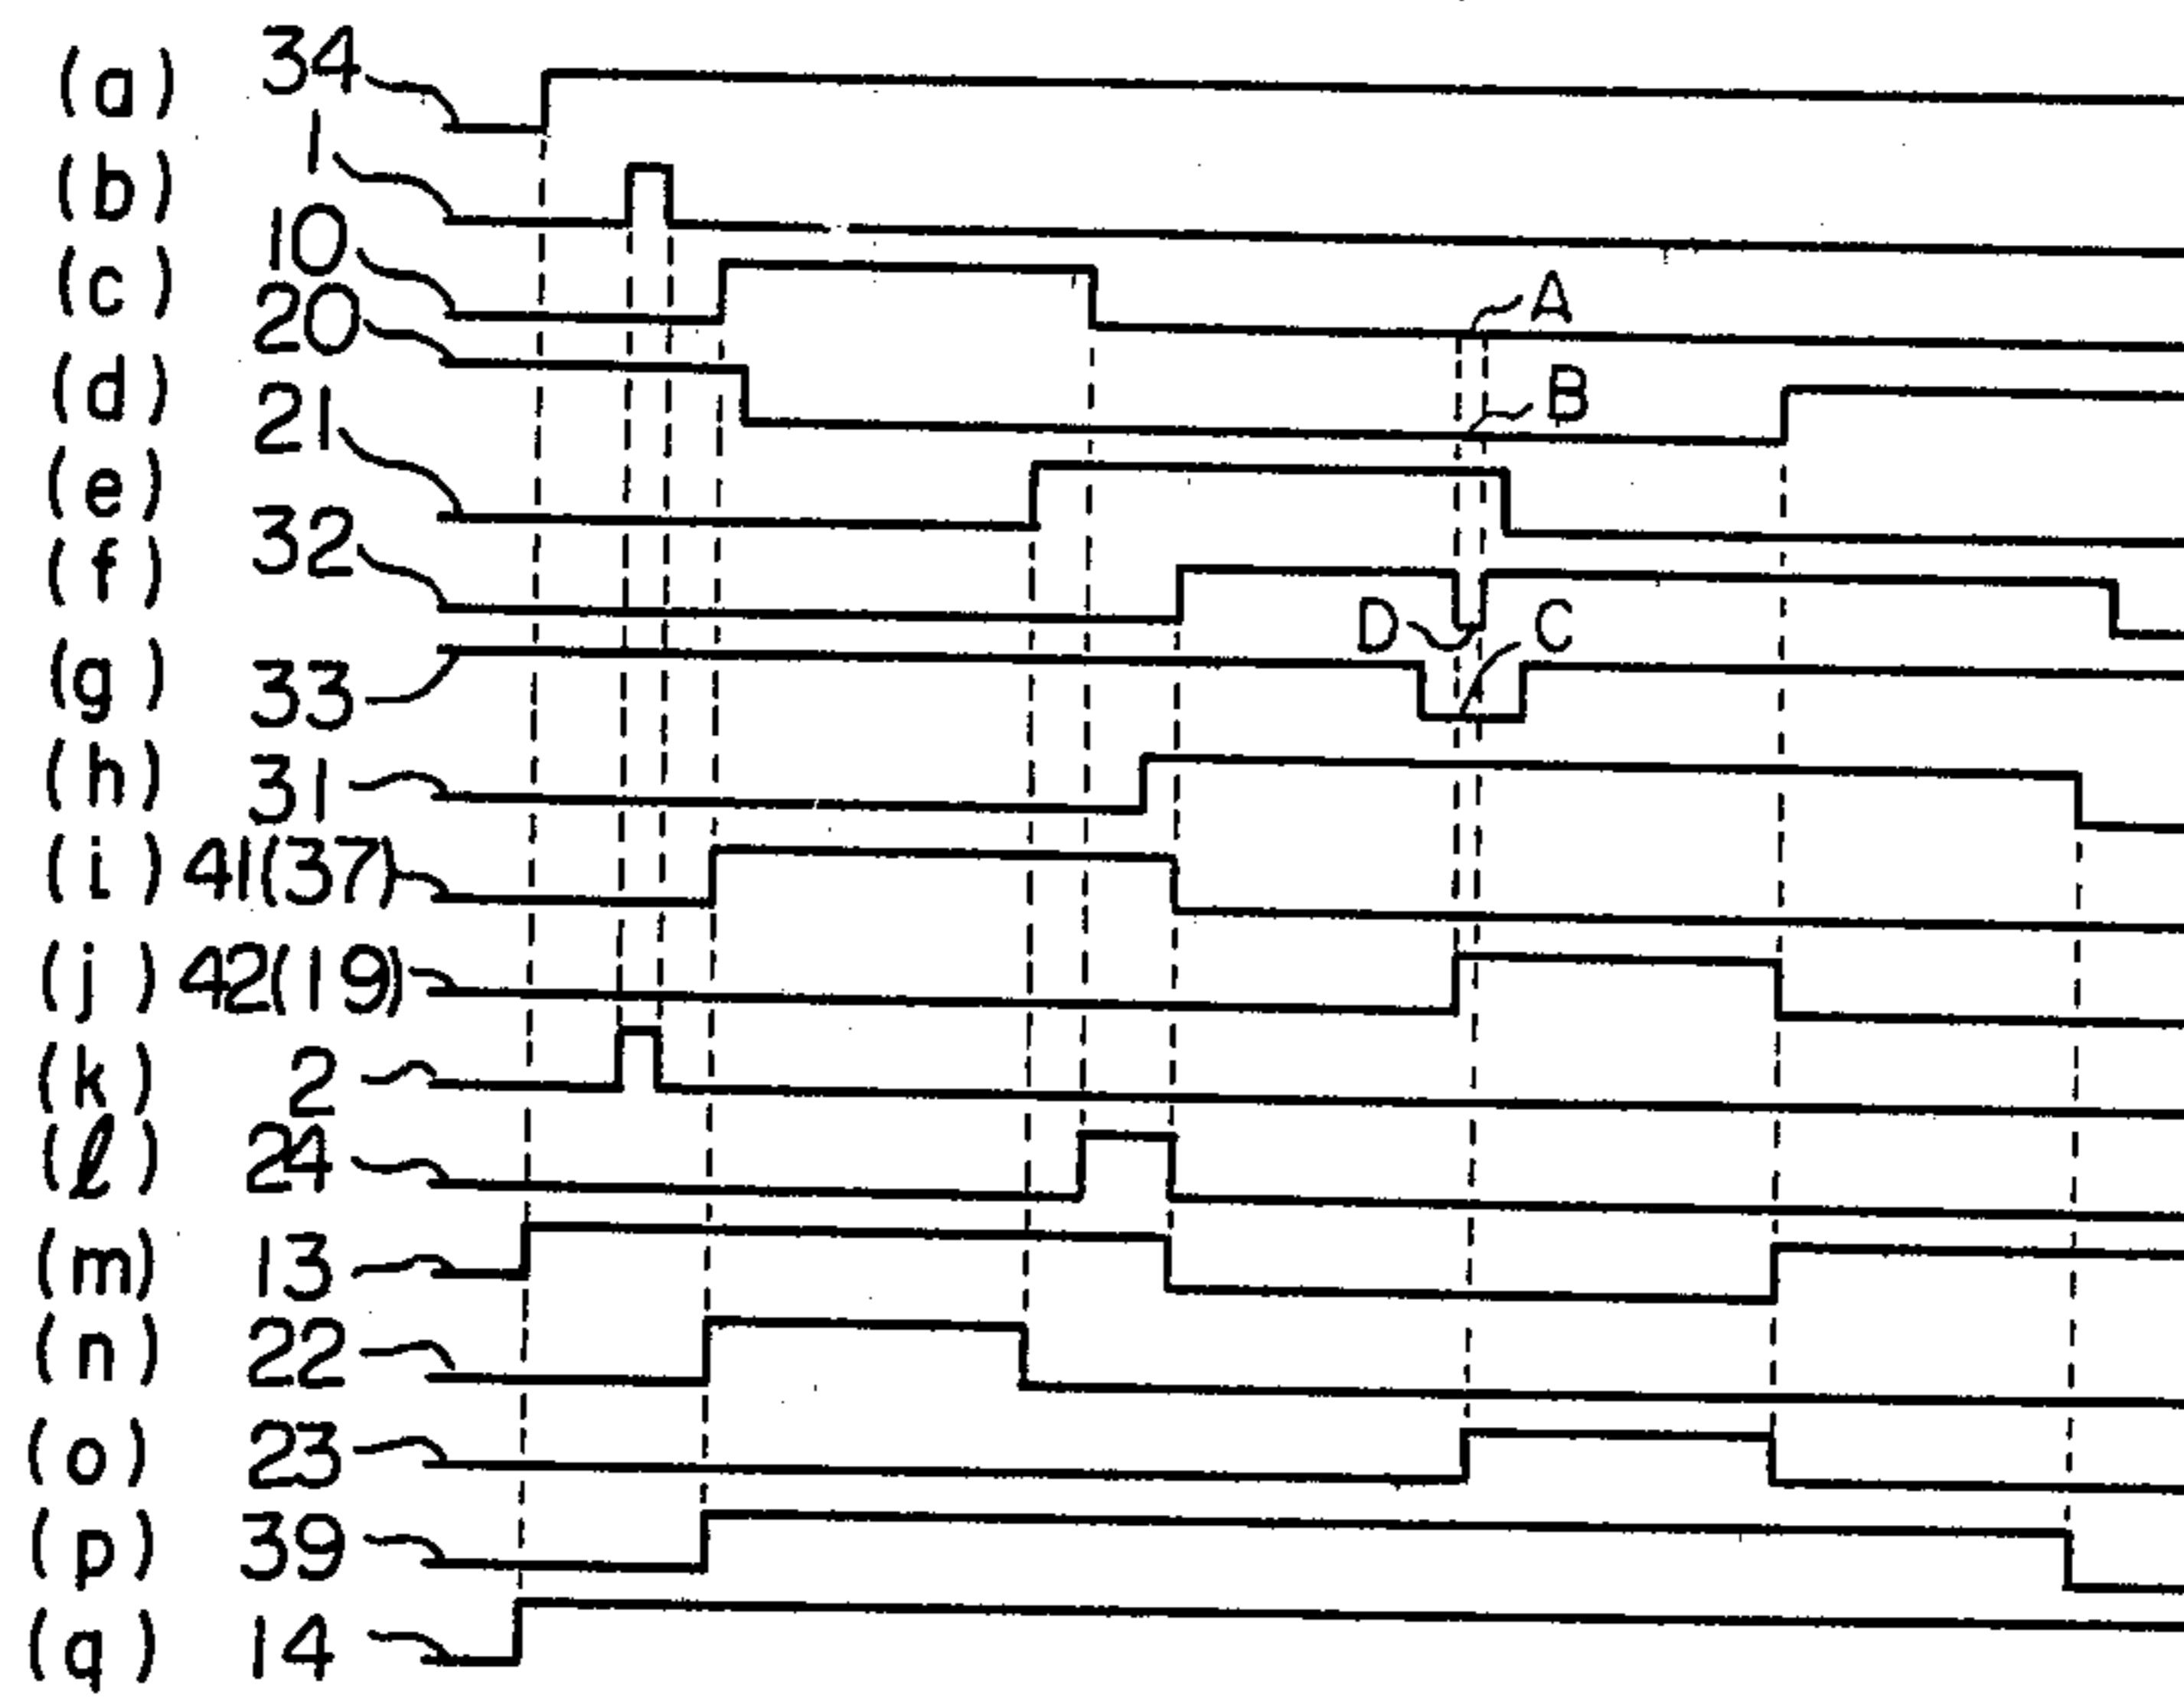 (a) 34
(b) 1
(c) 10
A
(d) 20
B
(e) 21
(f) 32
D C
(g) 33
(h) 31
(i) 41(37)
(j) 42(19)
(k) 2
(l) 24
(m) 13
(n) 22
(o) 23
(p) 39
(q) 14